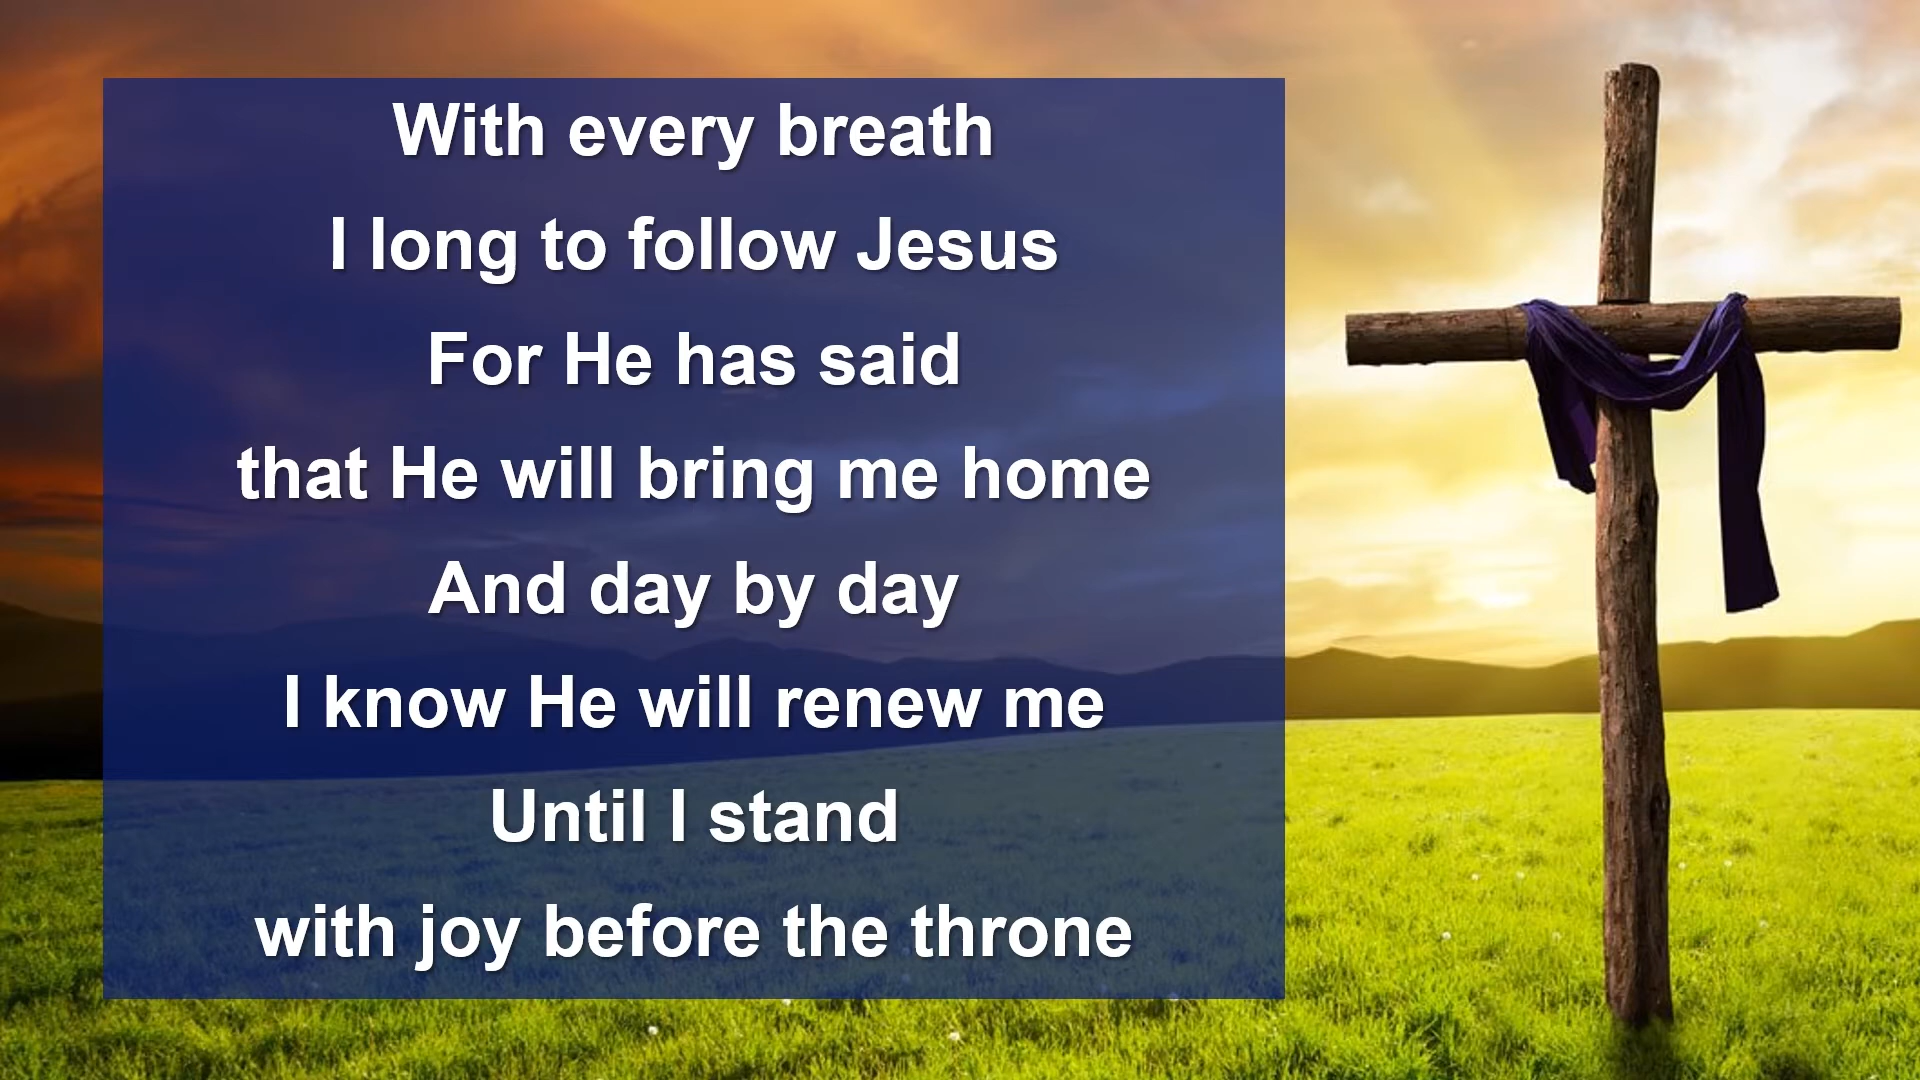 With every breath
I long to follow Jesus
For He has said
that He will bring me home
And day by day
I know He will renew me
Until I stand
with joy before the throne